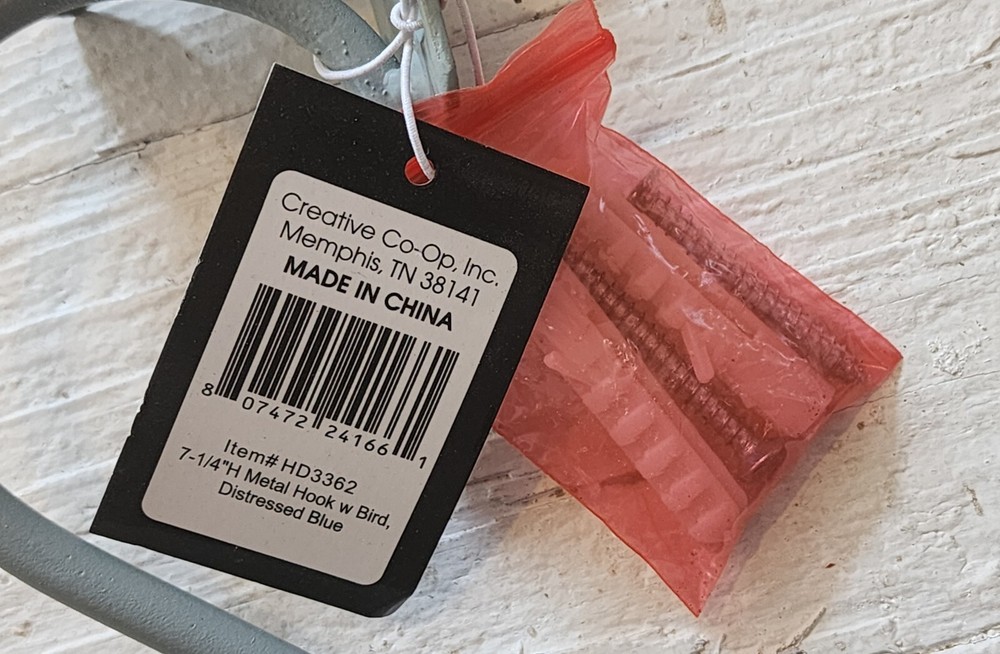 Creative Co-Op, Inc.
Memphis, TN 38141
MADE IN CHINA
8 07472 24166 1
Item# HD3362
7-1/4"H Metal Hook w Bird,
Distressed Blue